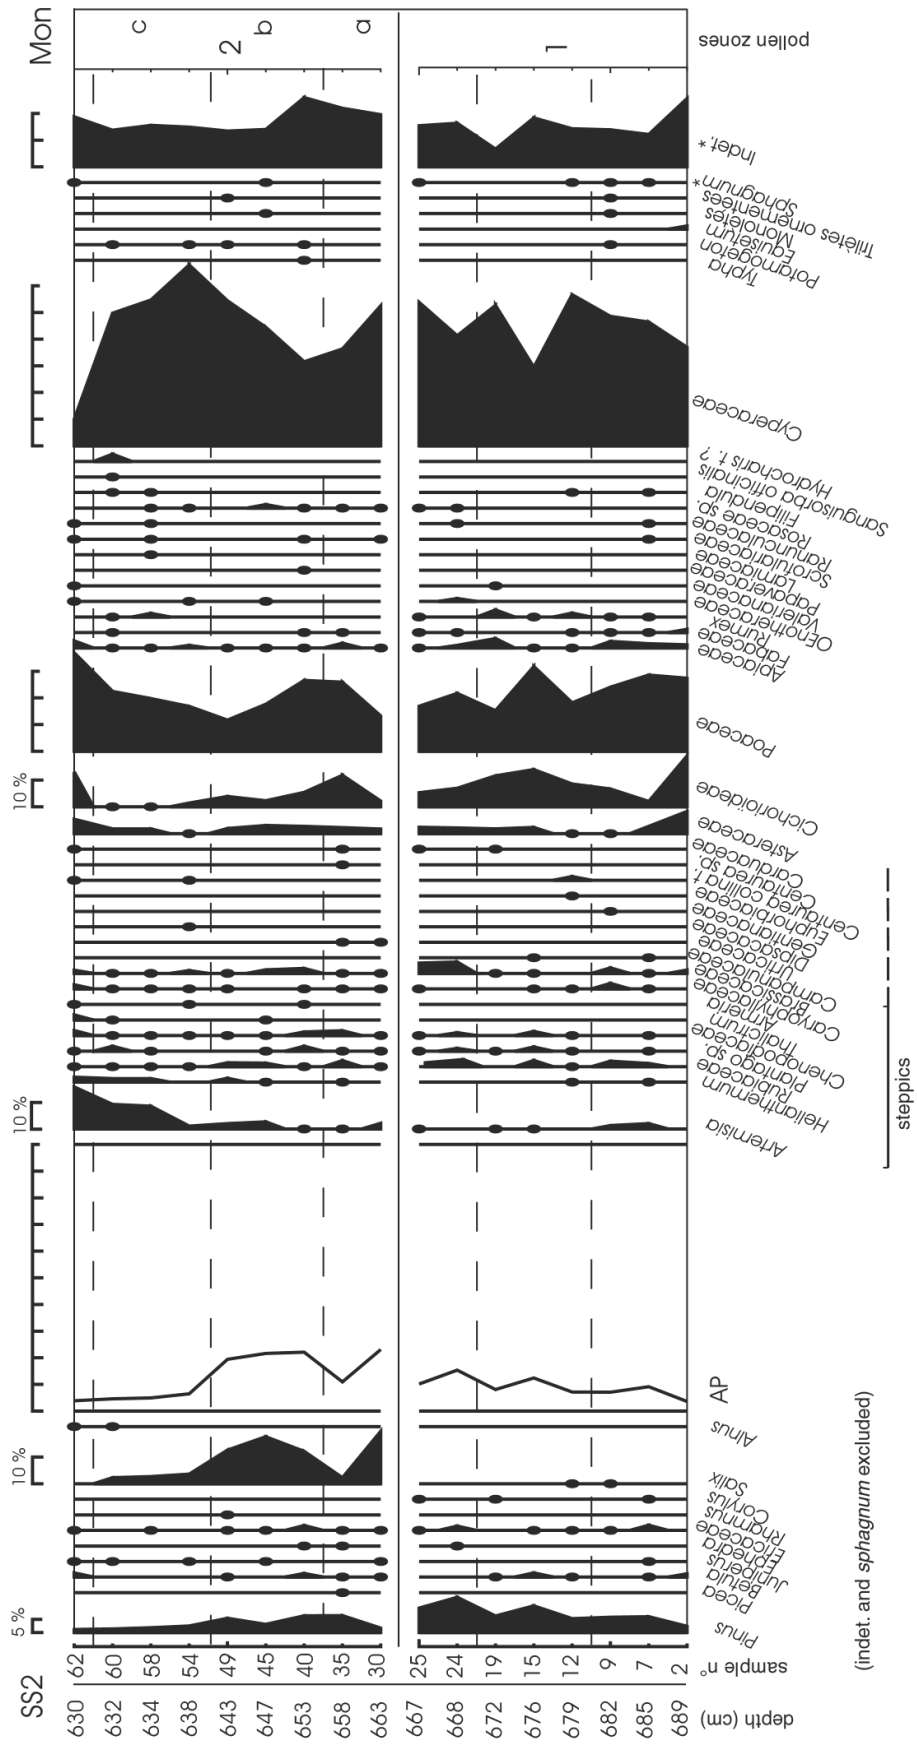 SS2
Mon
5 %
10 %
10 %
10 %
630
632
634
638
643
647
653
658
663
667
668
672
676
679
682
685
689
depth (cm)
62
60
58
54
49
45
40
35
30
25
24
19
15
12
9
7
2
sample n°
Pinus
Picea
Betula
Juniperus
Ephedra
Ericaceae
Rhamnus
Corylus
Salix
Alnus
AP
Artemisia
Helianthemum
Rubiaceae
Plantago sp.
Chenopodiaceae
Thalictrum
Armeria
Caryophyllaceae
Brassicaceae
Campanulaceae
Urticaceae
Dipsacaceae
Gentianaceae
Euphorbiaceae
Centaurea collina t.
Centaurea sp.
Carduaceae
Asteraceae
Cichorioideae
Poaceae
Apiaceae
Fabaceae
Rumex
OEnotheraceae
Valerianaceae
Papaveraceae
Lamiaceae
Scrofulariaceae
Ranunculaceae
Rosaceae sp.
Filipendula
Sanguisorba officinalis
Hydrocharis t. ?
Cyperaceae
Typha
Potamogeton
Equisetum
Monolètes
Trilètes ornementées
Sphagnum*
Indet.*
c
2
b
a
1
pollen zones
steppics
(indet. and sphagnum excluded)